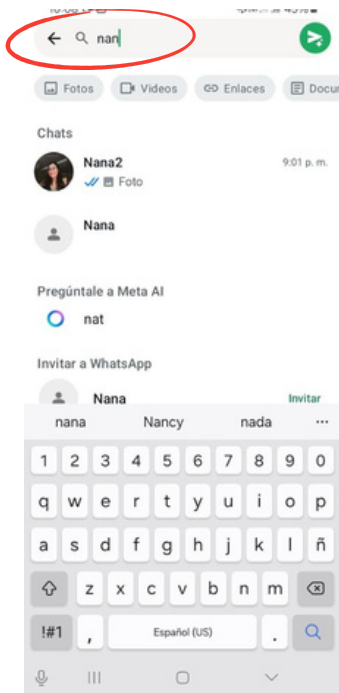 nan
Fotos Videos Enlaces Docu
Chats
Nana2 9:01 p. m.
Foto
Nana
Pregúntale a Meta AI
nat
Invitar a WhatsApp
Nana Invitar
nana Nancy nada ...
1 2 3 4 5 6 7 8 9 0
q w e r t y u i o p
a s d f g h j k l ñ
z x c v b n m
!#1 , Español (US) .